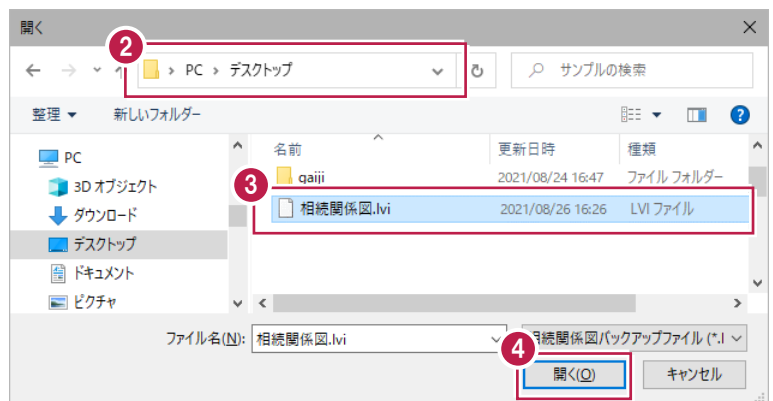 開く
2
PC › デスクトップ
サンプルの検索
整理
新しいフォルダー
PC
3D オブジェクト
ダウンロード
デスクトップ
ドキュメント
ピクチャ
名前 更新日時 種類
gaiji 2021/08/24 16:47 ファイル フォルダー
3
相続関係図.lvi 2021/08/26 16:26 LVI ファイル
ファイル名(N): 相続関係図.lvi
相続関係図バックアップファイル (*.l
4
開く(O) キャンセル